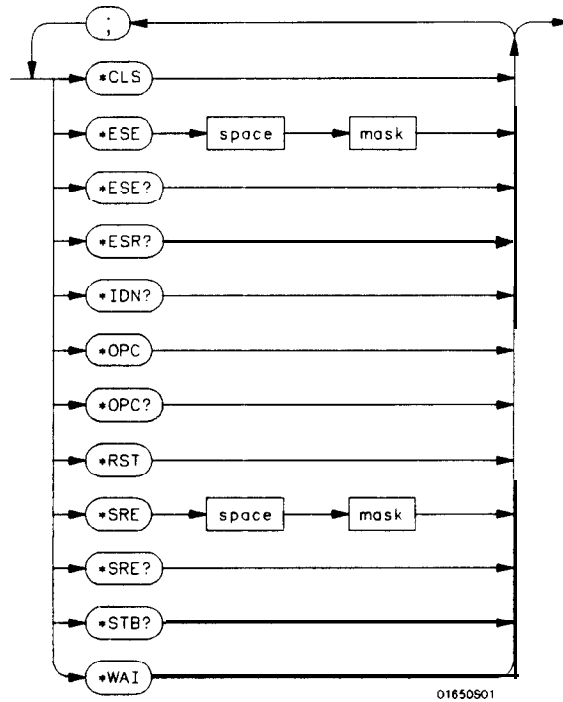 ;
*CLS
*ESE space mask
*ESE?
*ESR?
*IDN?
*OPC
*OPC?
*RST
*SRE space mask
*SRE?
*STB?
*WAI
01650S01